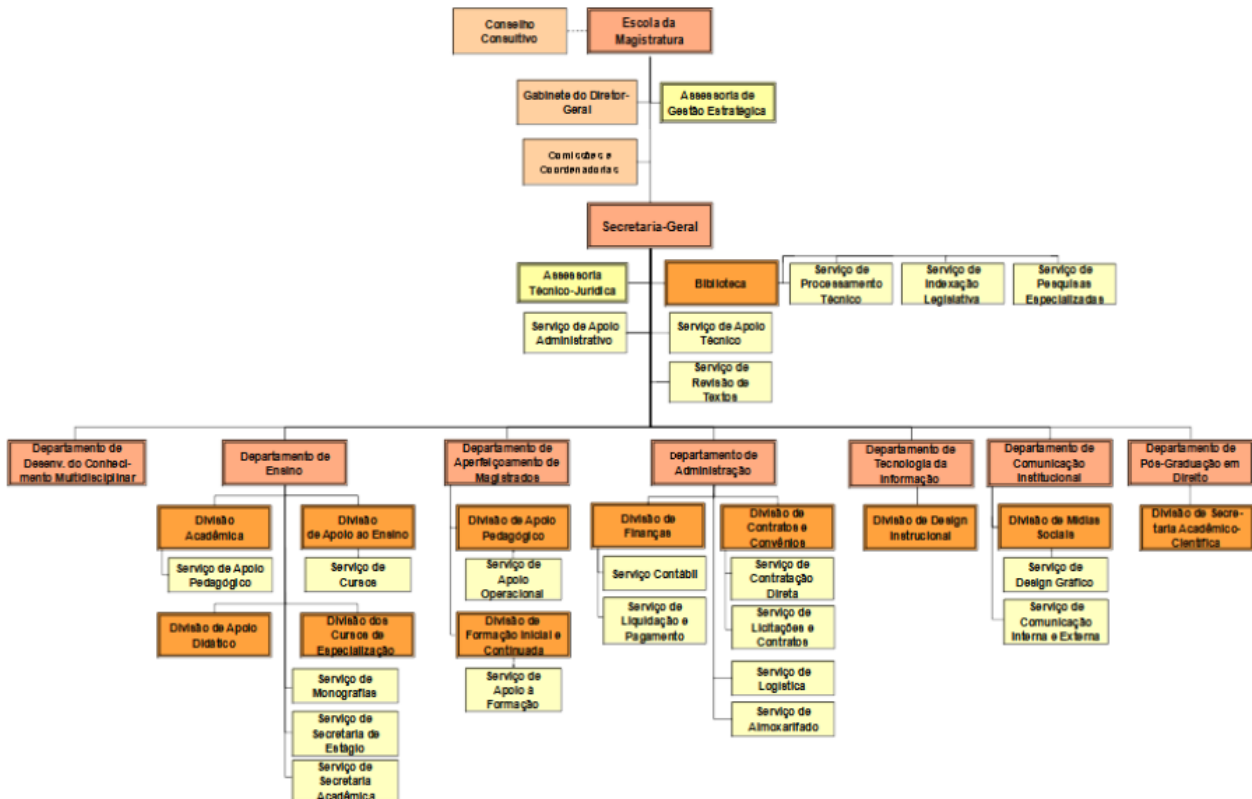 Conselho
Consultivo
Escola da
Magistratura
Gabinete do Diretor-
Geral
Assessoria de
Gestão Estratégica
Comissões e
Coordenadorias
Secretaria-Geral
Assessoria
Técnico-Jurídica
Biblioteca
Serviço de
Processamento
Técnico
Serviço de
Indexação
Legislativa
Serviço de
Pesquisas
Especializadas
Serviço de Apoio
Administrativo
Serviço de Apoio
Técnico
Serviço de
Revisão de
Textos
Departamento de
Desenv. do Conheci-
mento Multidisciplinar
Departamento de
Ensino
Departamento de
Aperfeiçoamento de
Magistrados
Departamento de
Administração
Departamento de
Tecnologia da
Informação
Departamento de
Comunicação
Institucional
Departamento de
Pós-Graduação em
Direito
Divisão
Acadêmica
Divisão
de Apoio ao Ensino
Divisão de Apoio
Pedagógico
Divisão de
Finanças
Divisão de
Contratos e
Convênios
Divisão de Design
Instrucional
Divisão de Mídias
Sociais
Divisão de Secre-
taria Acadêmico-
Científica
Serviço de Apoio
Pedagógico
Serviço de
Cursos
Serviço de
Apoio
Operacional
Serviço Contábil
Serviço de
Contratação
Direta
Serviço de
Design Gráfico
Divisão de Apoio
Didático
Divisão dos
Cursos de
Especialização
Divisão de
Formação Inicial e
Continuada
Serviço de
Liquidação e
Pagamento
Serviço de
Licitações e
Contratos
Serviço de
Comunicação
Interna e Externa
Serviço de
Monografias
Serviço de
Apoio à
Formação
Serviço de
Logística
Serviço de
Secretaria de
Estágio
Serviço de
Almoxarifado
Serviço de
Secretaria
Acadêmica